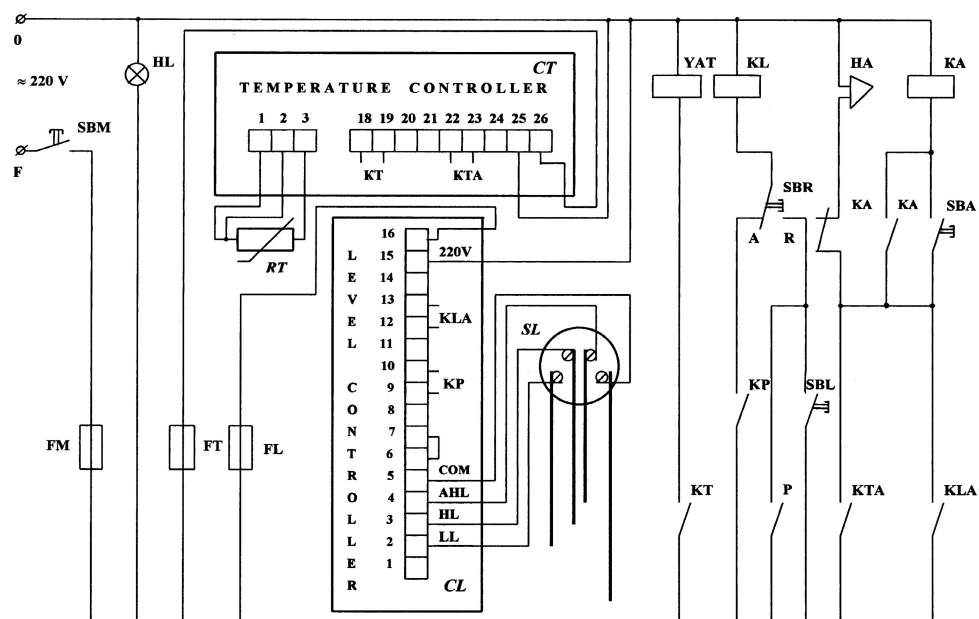 0
≈ 220 V
F
SBM
HL
CT
TEMPERATURE CONTROLLER
1 2 3 18 19 20 21 22 23 24 25 26
KT KTA
RT
YAT KL HA KA
SBR
A R
KA KA SBA
LEVEL CONTROLLER
16
15 220V
14
13
12 KLA
11
10
9 KP
8
7
6
5 COM
4 AHL
3 HL
2 LL
1
CL
SL
KP SBL
FM FT FL
KT P KTA KLA